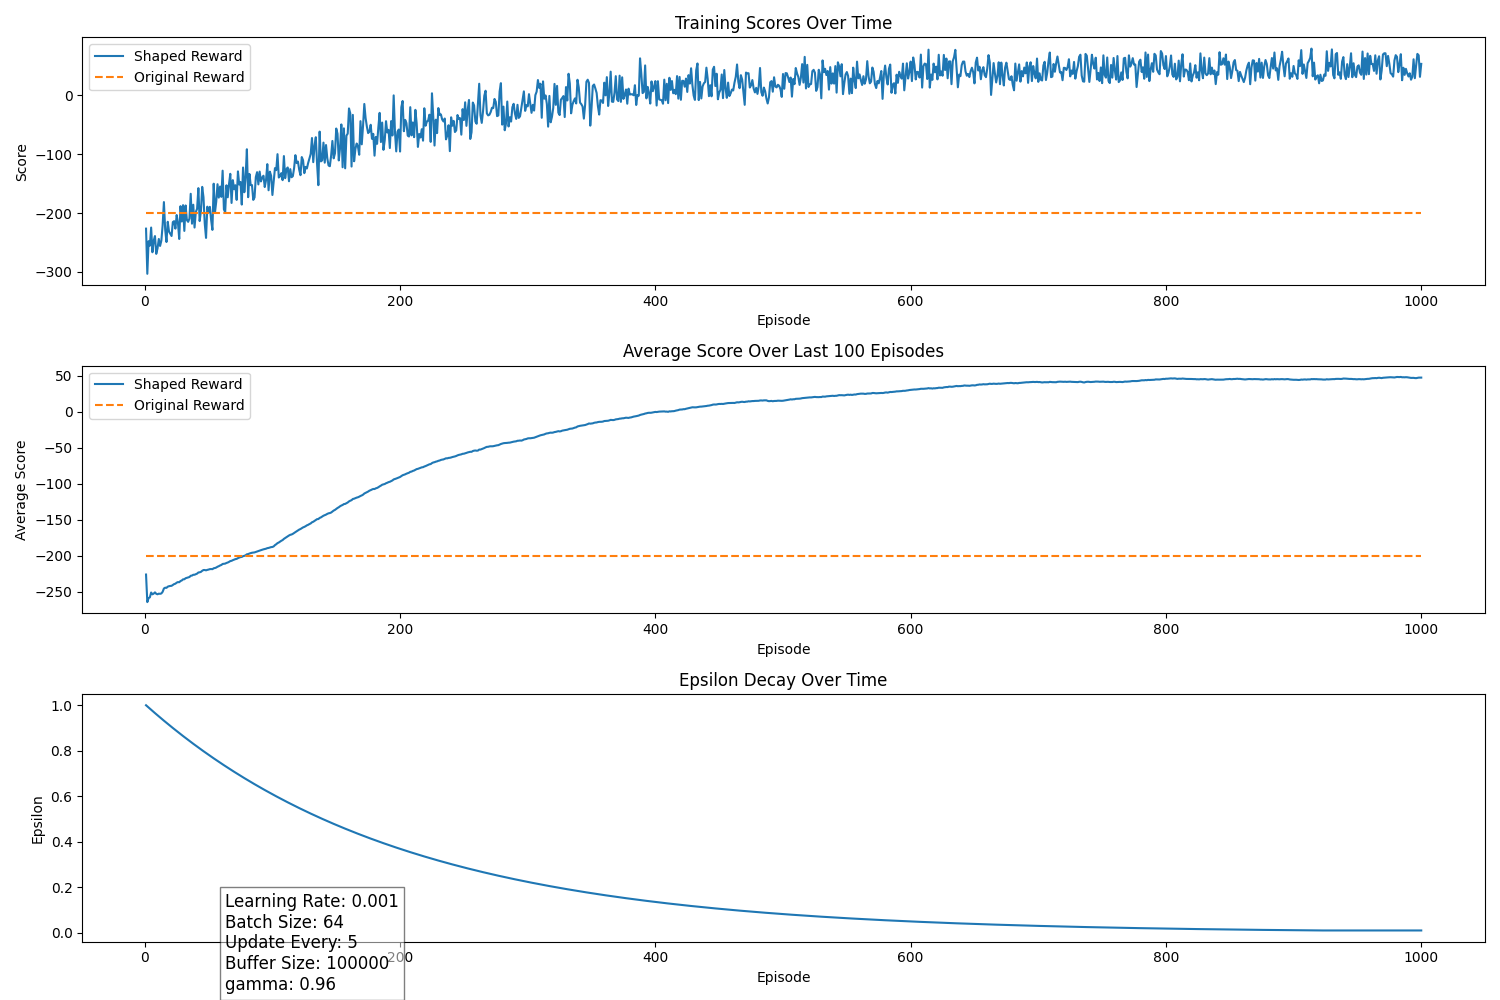 Training Scores Over Time
Shaped Reward
Original Reward
0
−100
−200
−300
Score
0 200 400 600 800 1000
Episode
Average Score Over Last 100 Episodes
Shaped Reward
Original Reward
50
0
−50
−100
−150
−200
−250
Average Score
0 200 400 600 800 1000
Episode
Epsilon Decay Over Time
1.0
0.8
0.6
0.4
0.2
0.0
Epsilon
0 200 400 600 800 1000
Episode
Learning Rate: 0.001
Batch Size: 64
Update Every: 5
Buffer Size: 100000
gamma: 0.96